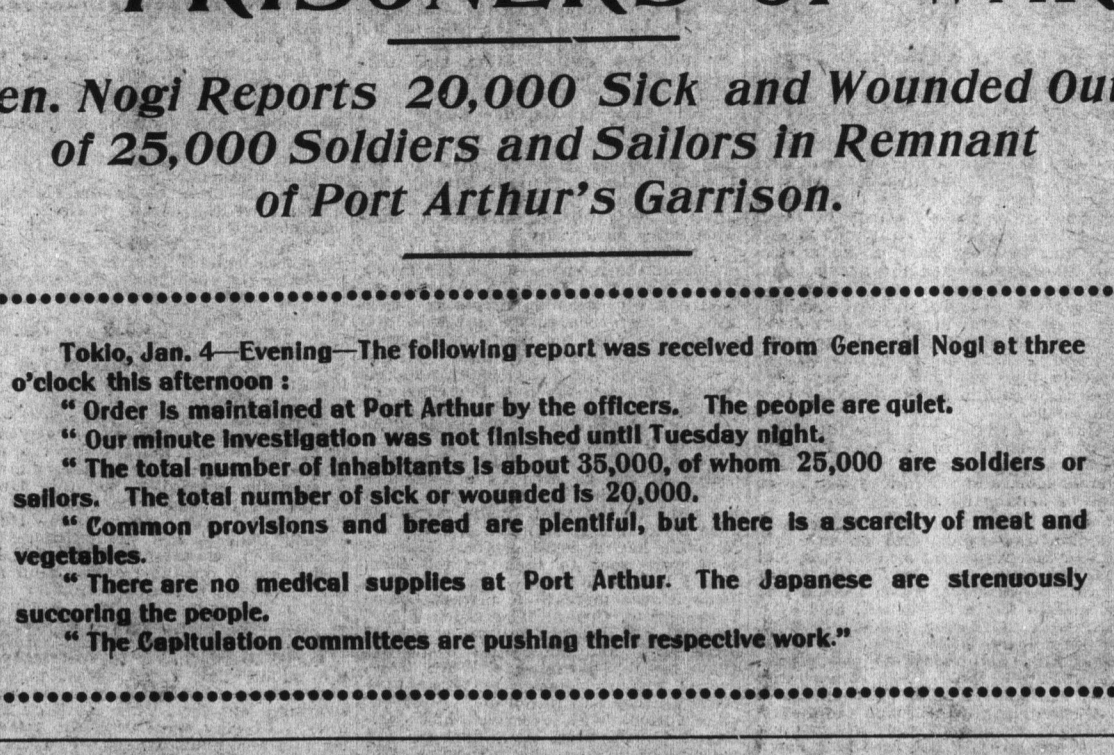 PRISONERS OF WAR
en. Nogi Reports 20,000 Sick and Wounded Out
of 25,000 Soldiers and Sailors in Remnant
of Port Arthur's Garrison.
Tokio, Jan. 4—Evening—The following report was received from General Nogi at three
o'clock this afternoon :
“ Order is maintained at Port Arthur by the officers. The people are quiet.
“ Our minute investigation was not finished until Tuesday night.
“ The total number of inhabitants is about 35,000, of whom 25,000 are soldiers or
sailors. The total number of sick or wounded is 20,000.
“ Common provisions and bread are plentiful, but there is a scarcity of meat and
vegetables.
“ There are no medical supplies at Port Arthur. The Japanese are strenuously
succoring the people.
“ The Capitulation committees are pushing their respective work.”